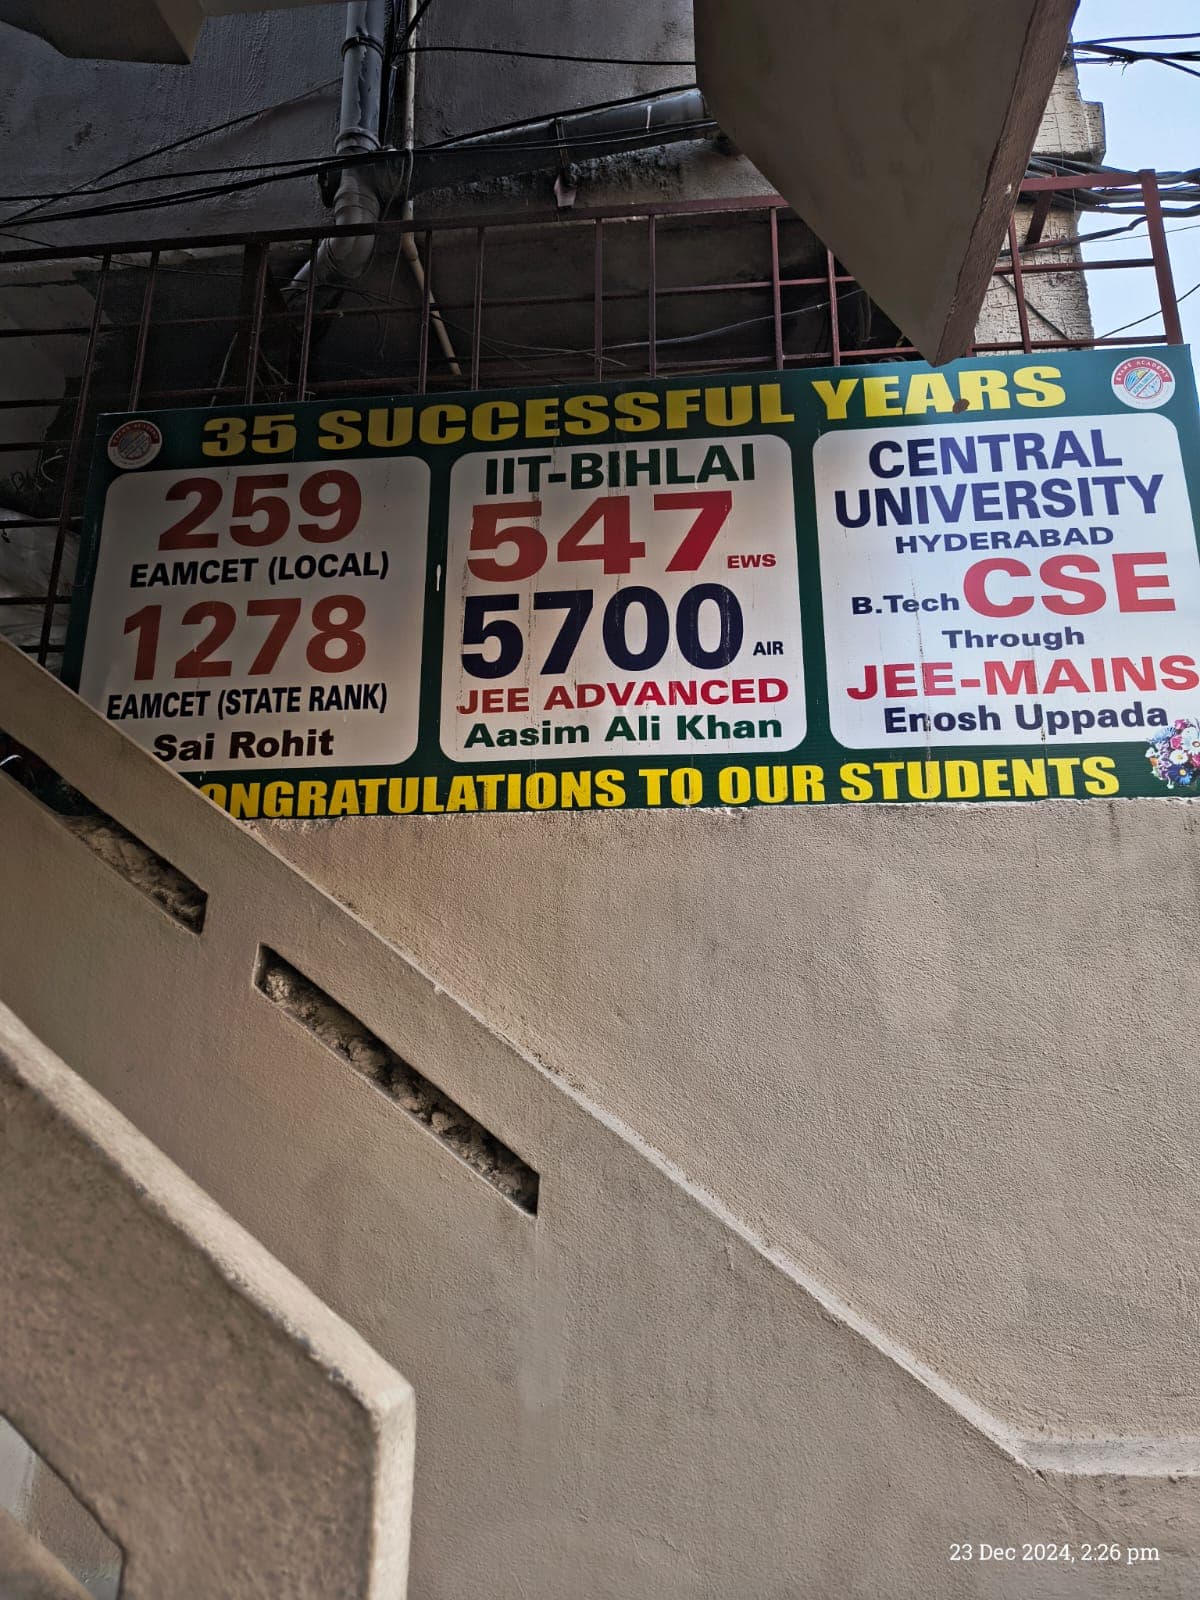 35 SUCCESSFUL YEARS
259
EAMCET (LOCAL)
1278
EAMCET (STATE RANK)
Sai Rohit
IIT-BIHLAI
547 EWS
5700 AIR
JEE ADVANCED
Aasim Ali Khan
CENTRAL
UNIVERSITY
HYDERABAD
B.Tech CSE
Through
JEE-MAINS
Enosh Uppada
ONGRATULATIONS TO OUR STUDENTS
23 Dec 2024, 2:26 pm